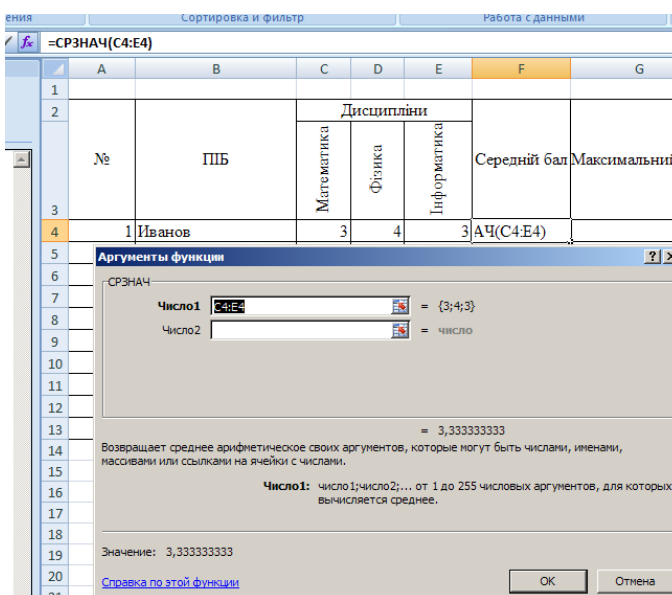 ения Сортировка и фильтр Работа с данными
fx =СРЗНАЧ(C4:E4)
A B C D E F G
1
2 Дисципліни
3 № ПІБ Математика Фізика Інформатика Середній бал Максимальний
4 1 Иванов 3 4 3 АЧ(C4:E4)
5 Аргументы функции
6 СРЗНАЧ
7 Число1 C4:E4 = {3;4;3}
8 Число2 = число
9
10
11
12
13 = 3,333333333
14 Возвращает среднее арифметическое своих аргументов, которые могут быть числами, именами,
15 массивами или ссылками на ячейки с числами.
16 Число1: число1;число2;... от 1 до 255 числовых аргументов, для которых
17 вычисляется среднее.
18
19 Значение: 3,333333333
20 Справка по этой функции OK Отмена